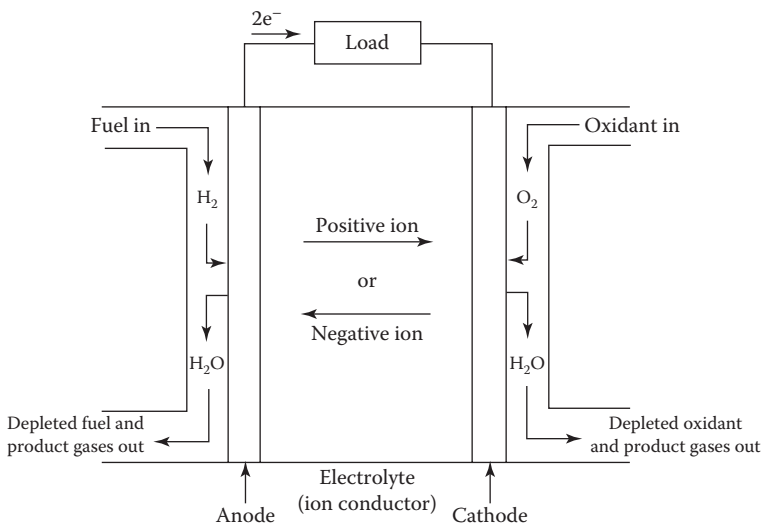 2e⁻
Load
Fuel in
Oxidant in
H₂
O₂
Positive ion
or
Negative ion
H₂O
H₂O
Depleted fuel and
product gases out
Depleted oxidant
and product gases out
Electrolyte
(ion conductor)
Anode
Cathode